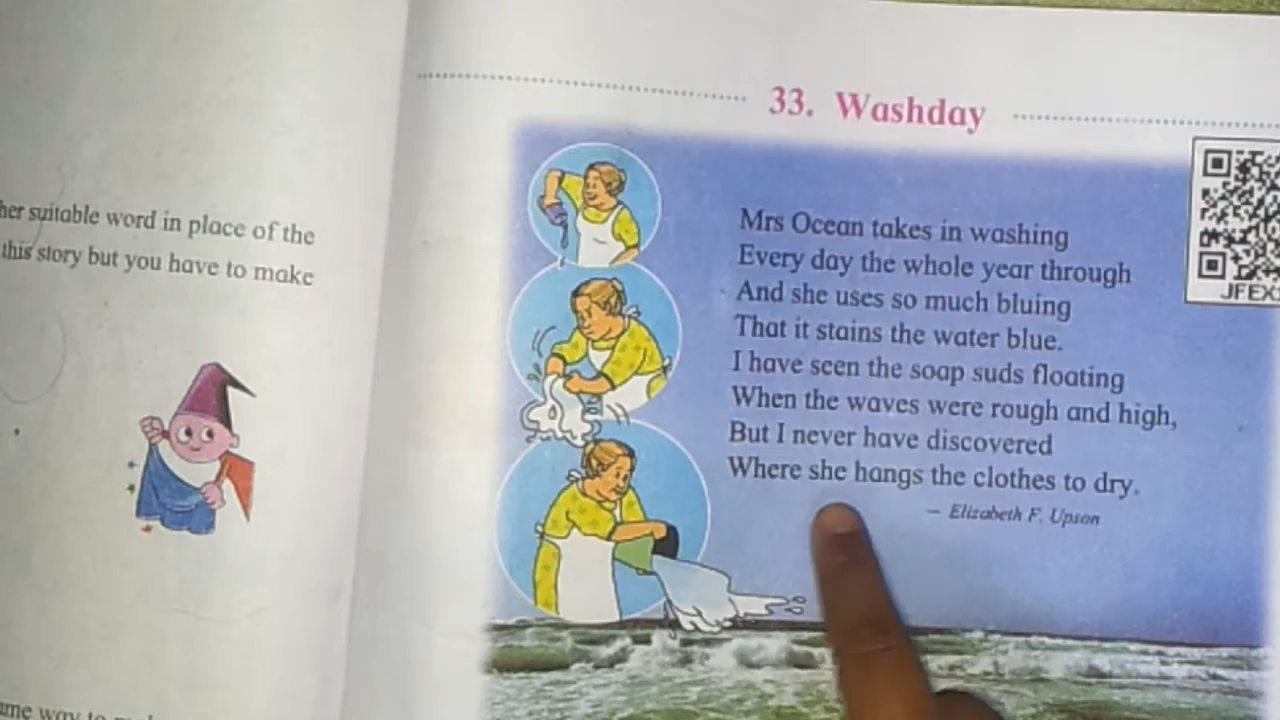 suitable word in place of the
this story but you have to make
33. Washday
Mrs Ocean takes in washing
Every day the whole year through
And she uses so much bluing
That it stains the water blue.
I have seen the soap suds floating
When the waves were rough and high,
But I never have discovered
Where she hangs the clothes to dry.
– Elizabeth F. Upson
way to